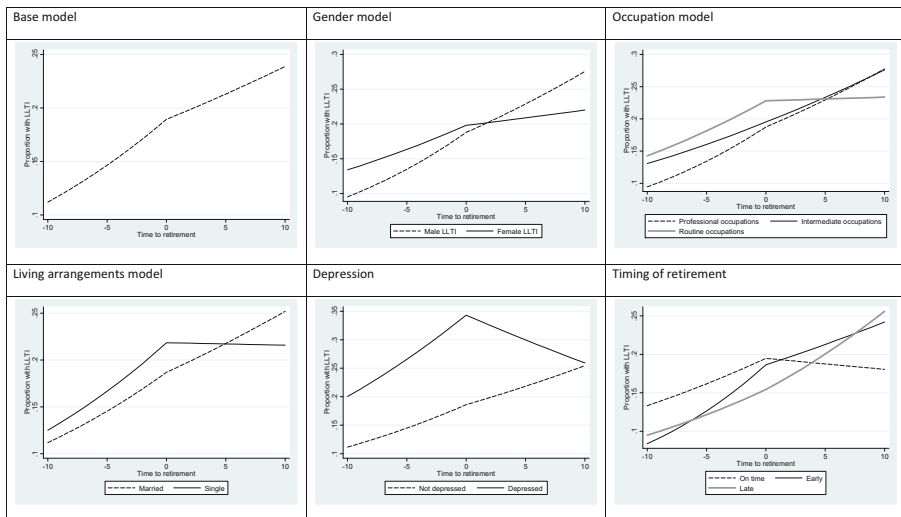 Base model
Gender model
Occupation model
Proportion with LLTI
.1 .15 .2 .25
-10 -5 0 5 10
Time to retirement
Proportion with LLTI
.1 .15 .2 .25 .3
-10 -5 0 5 10
Time to retirement
Male LLTI Female LLTI
Proportion with LLTI
.1 .15 .2 .25 .3
-10 -5 0 5 10
Time to retirement
Professional occupations Intermediate occupations
Routine occupations
Living arrangements model
Depression
Timing of retirement
Proportion with LLTI
.1 .15 .2 .25
-10 -5 0 5 10
Time to retirement
Married Single
Proportion with LLTI
.1 .15 .2 .25 .3 .35
-10 -5 0 5 10
Time to retirement
Not depressed Depressed
Proportion with LLTI
.1 .15 .2 .25
-10 -5 0 5 10
Time to retirement
On time Early
Late